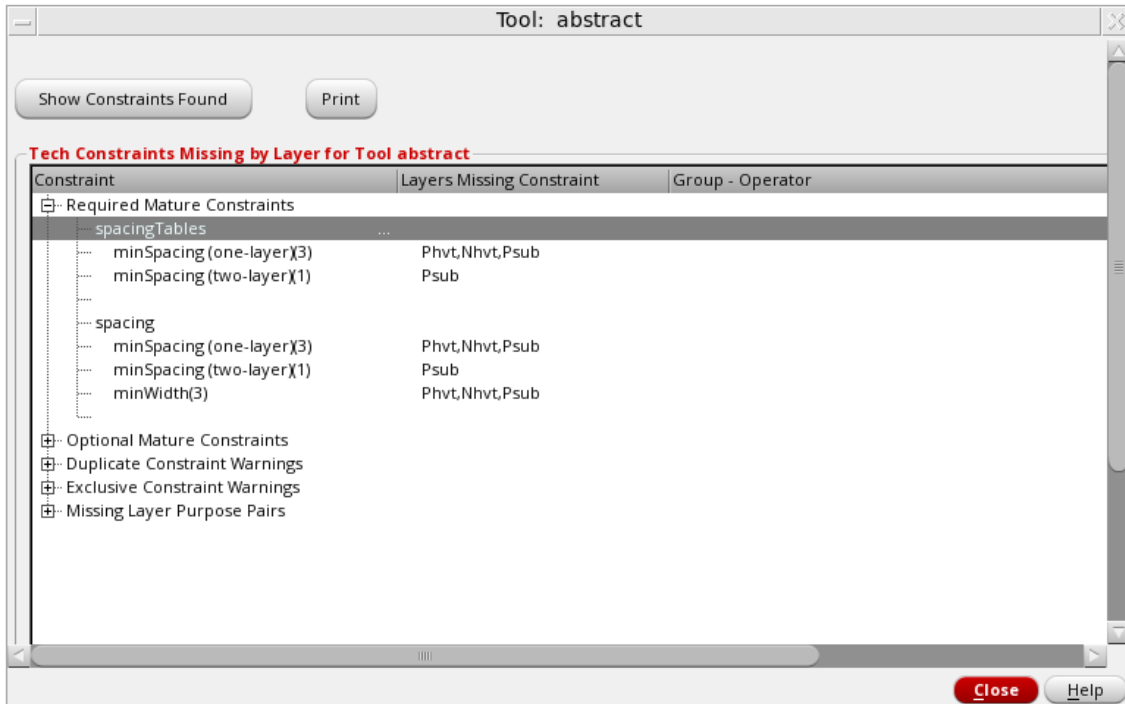 Tool: abstract
Show Constraints Found Print
Tech Constraints Missing by Layer for Tool abstract
Constraint Layers Missing Constraint Group - Operator
Required Mature Constraints
spacingTables ...
minSpacing (one-layer)(3) Phvt,Nhvt,Psub
minSpacing (two-layer)(1) Psub
spacing
minSpacing (one-layer)(3) Phvt,Nhvt,Psub
minSpacing (two-layer)(1) Psub
minWidth(3) Phvt,Nhvt,Psub
Optional Mature Constraints
Duplicate Constraint Warnings
Exclusive Constraint Warnings
Missing Layer Purpose Pairs
Close Help